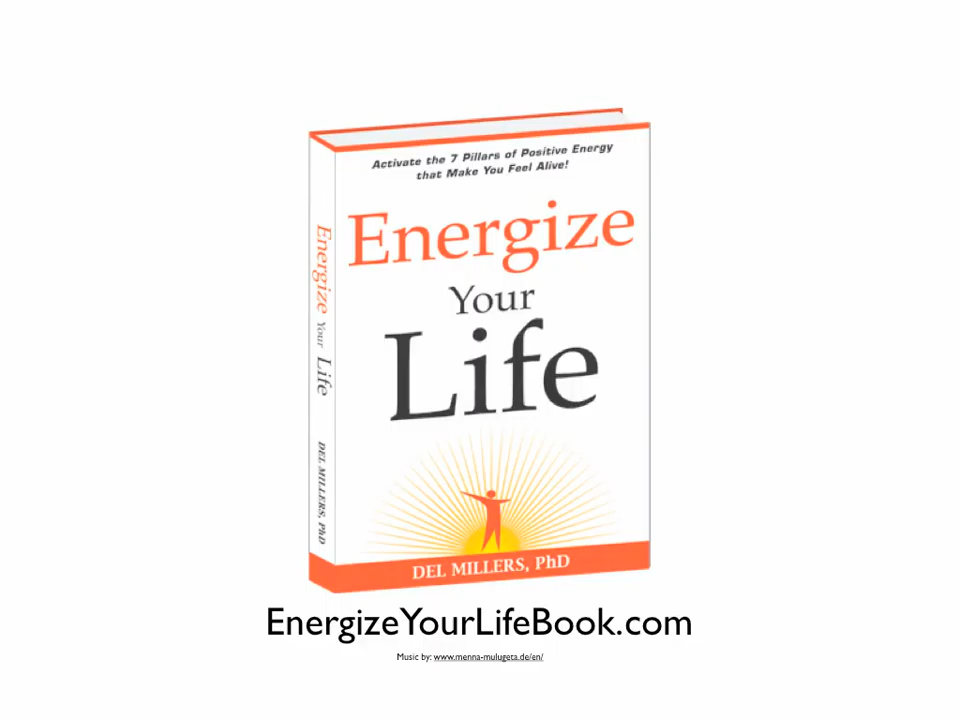 Activate the 7 Pillars of Positive Energy
that Make You Feel Alive!
Energize
Your
Life
DEL MILLERS, PhD
Energize Your Life
DEL MILLERS, PhD
EnergizeYourLifeBook.com
Music by: www.menna-mulugeta.de/en/